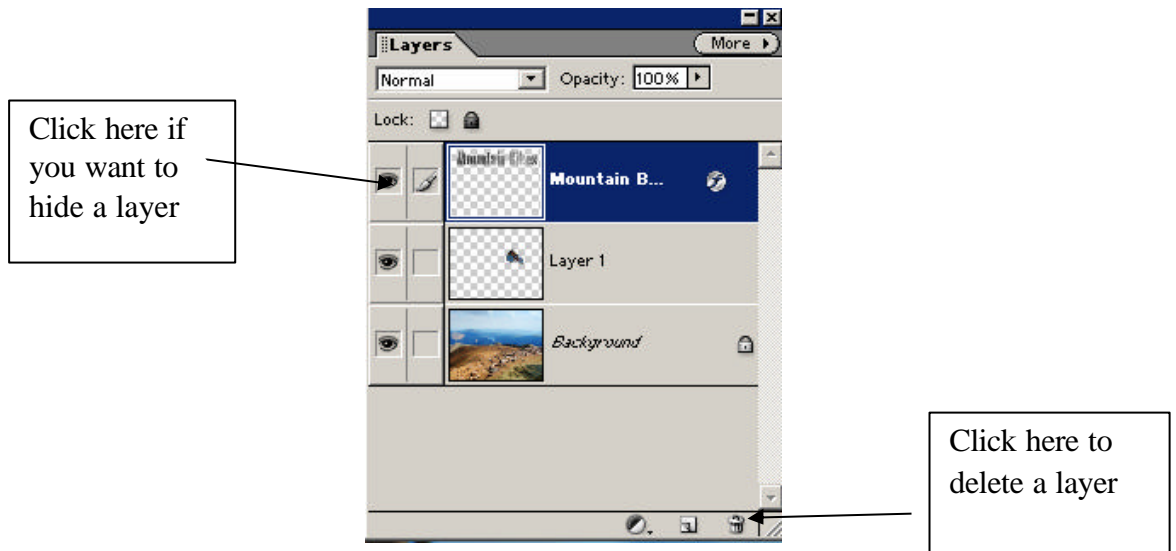 Layers
More
Normal
Opacity: 100%
Lock:
Click here if
you want to
hide a layer
Mountain B...
Layer 1
Background
Click here to
delete a layer